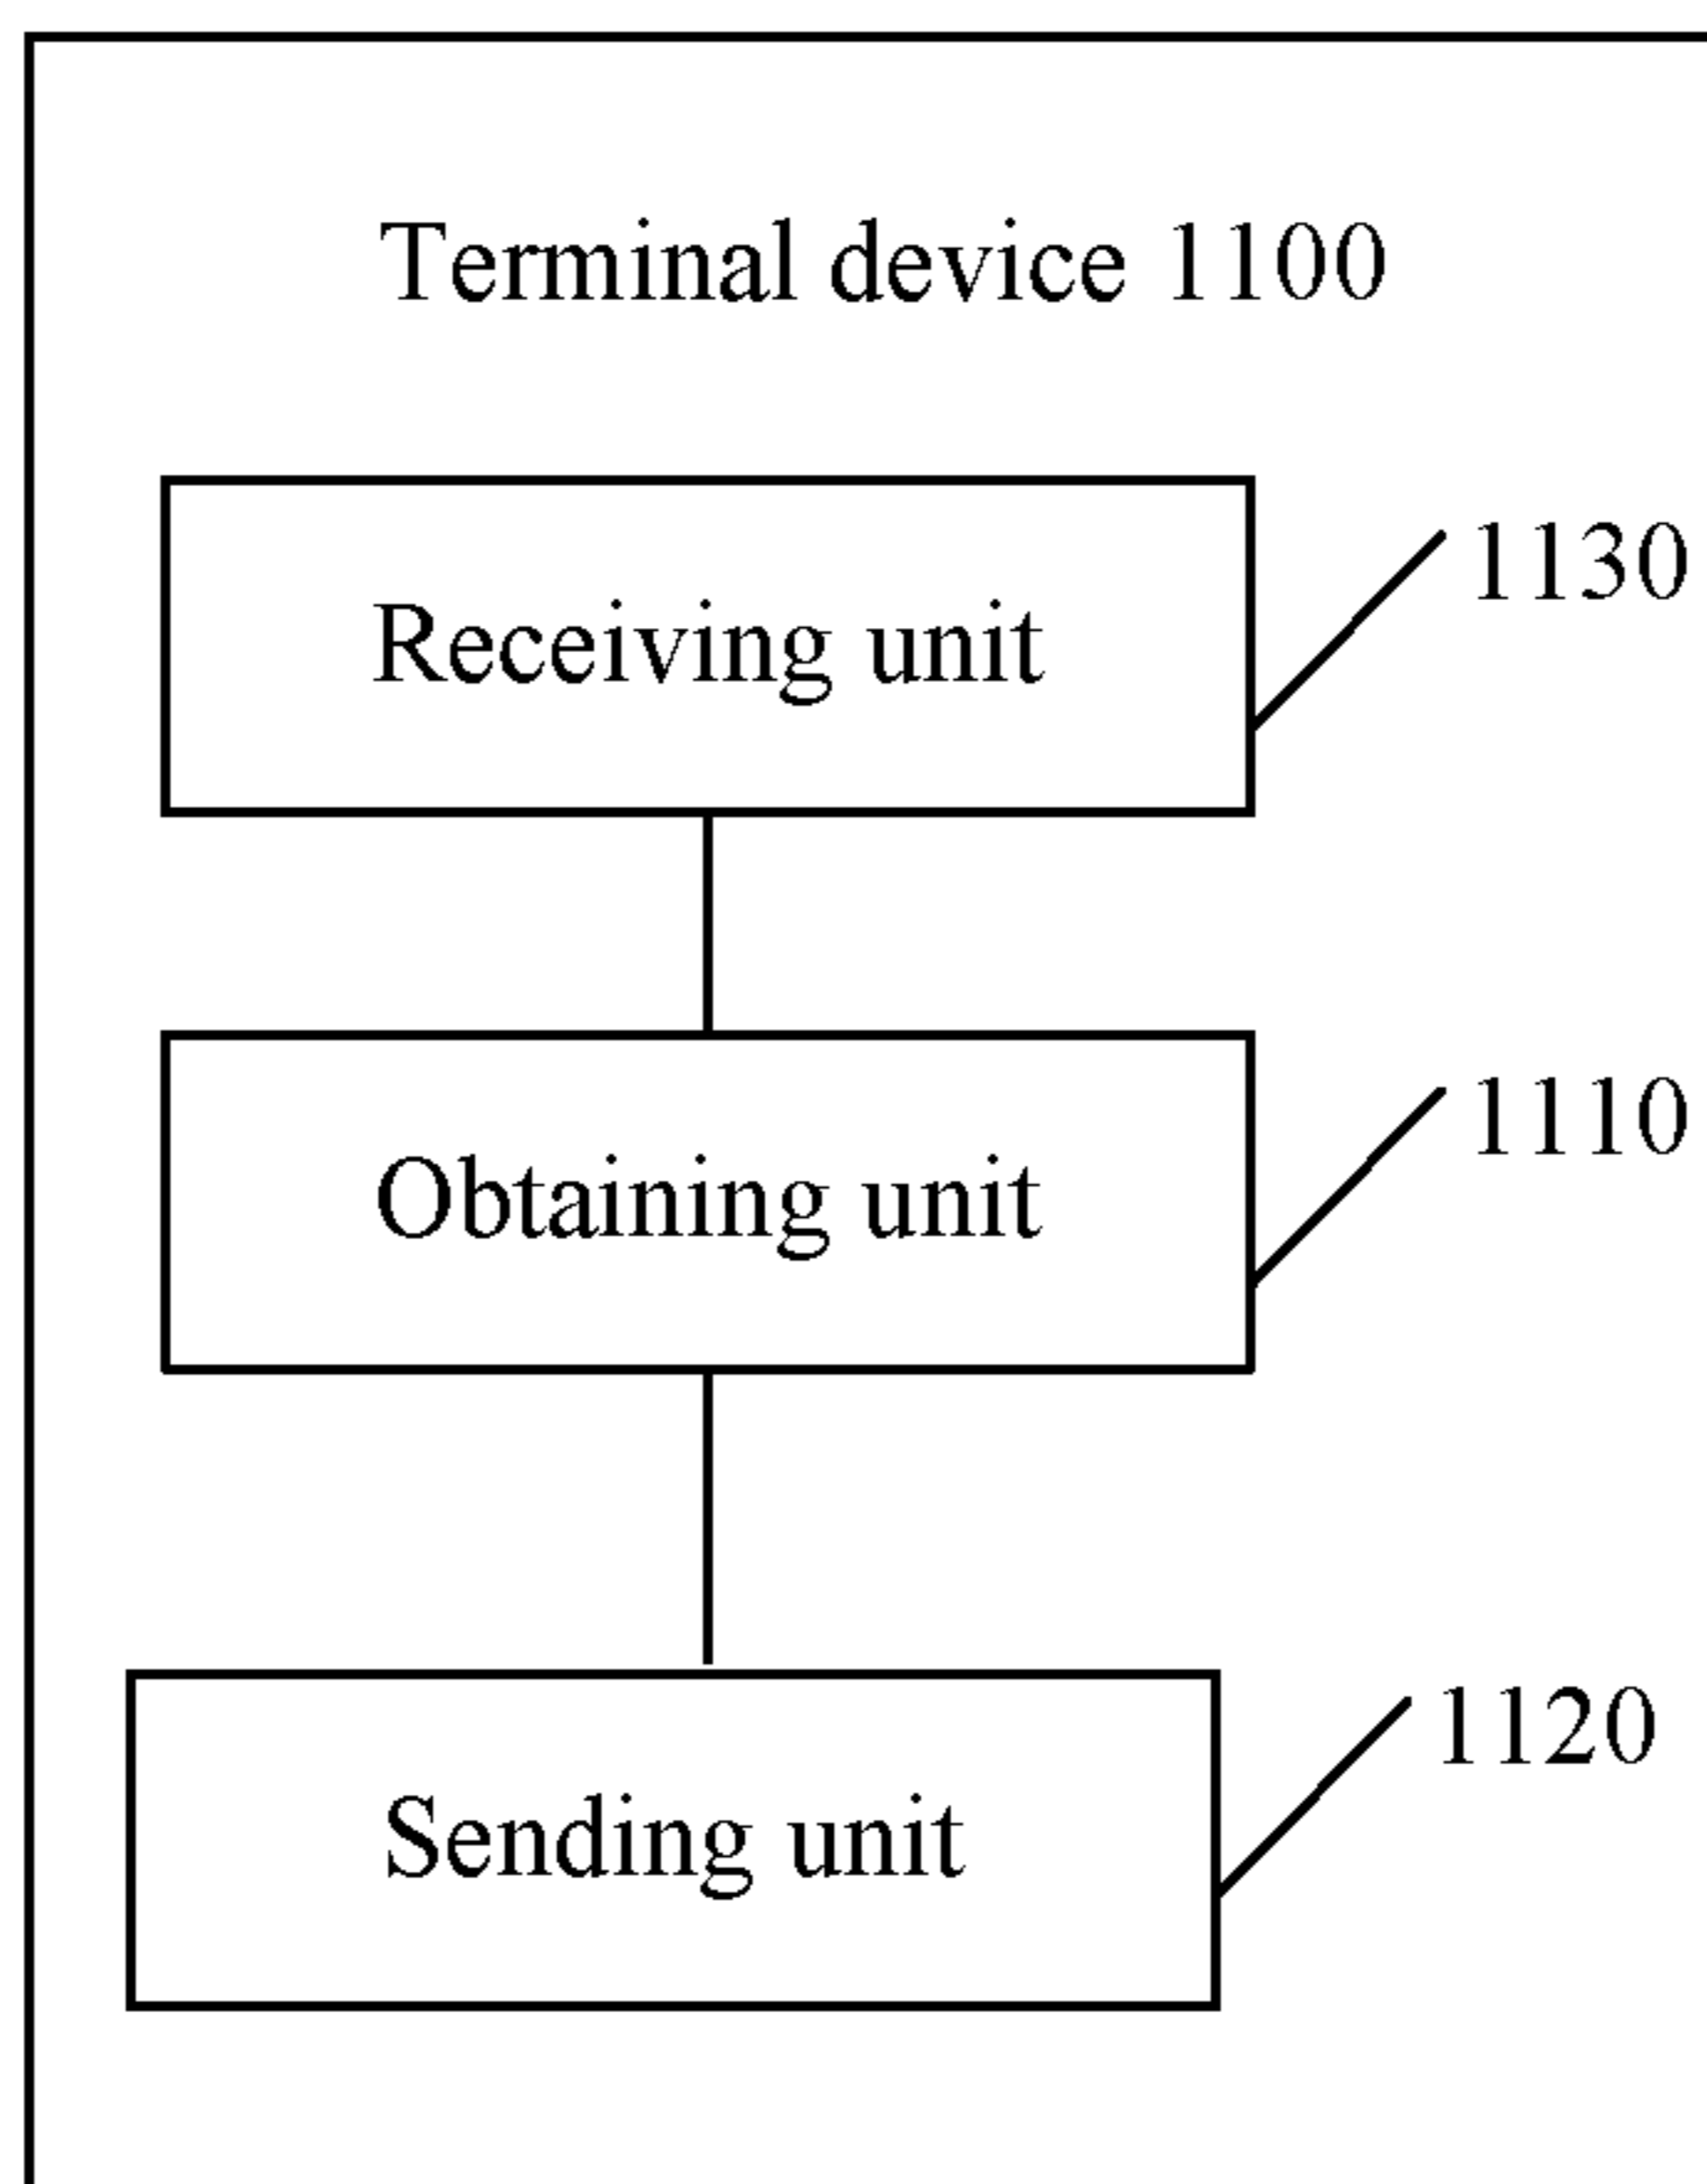 Terminal device 1100
1130
Receiving unit
1110
Obtaining unit
1120
Sending unit